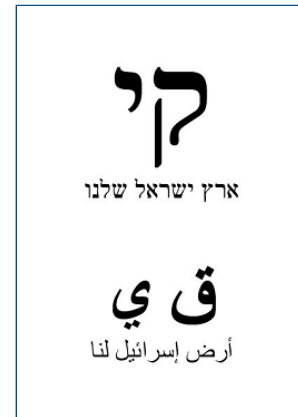 קי
ארץ ישראל שלנו
ق ي
أرض إسرائيل لنا